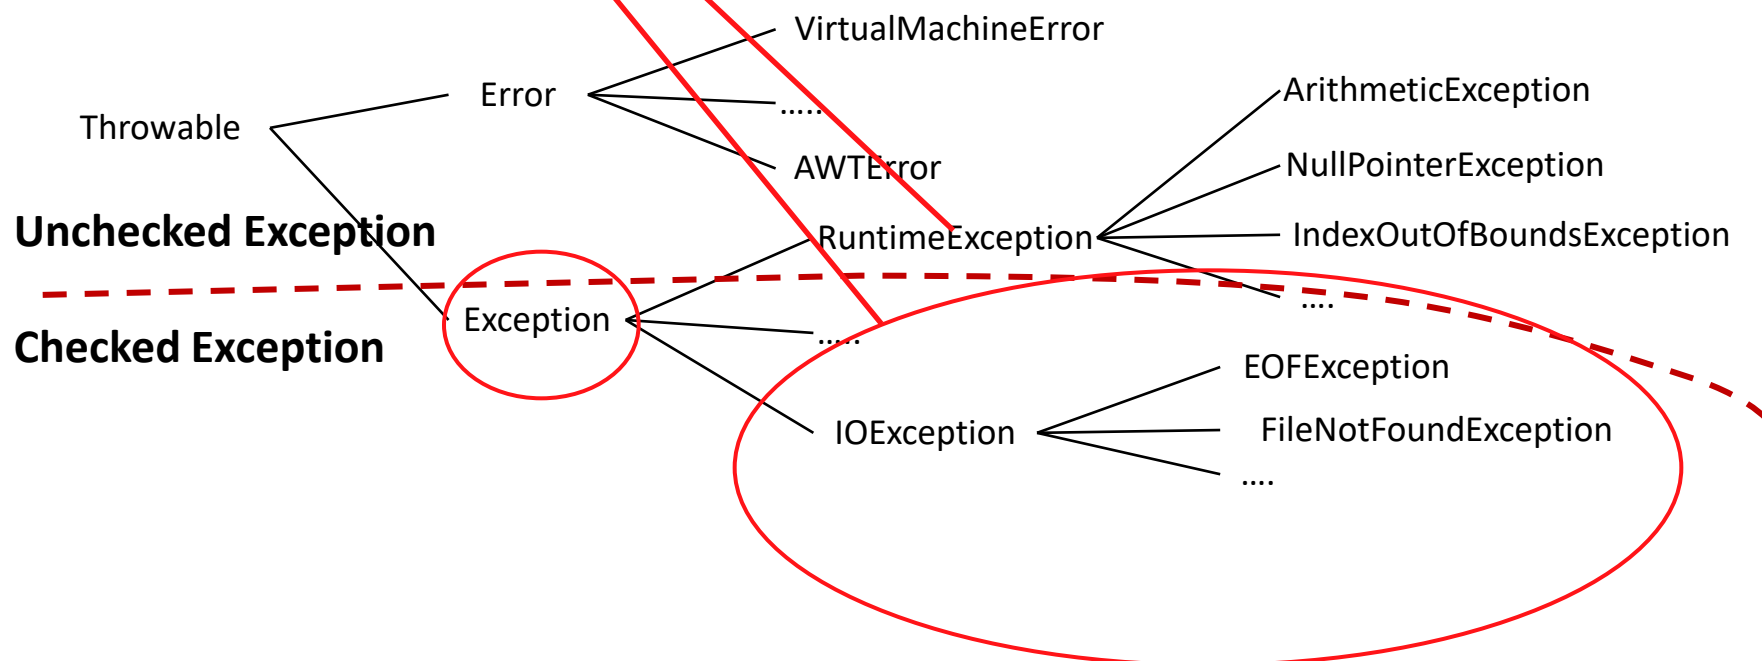 VirtualMachineError
Error
.....
ArithmeticException
Throwable
AWTError
NullPointerException
Unchecked Exception
RuntimeException
IndexOutOfBoundsException
....
Exception
.....
Checked Exception
EOFException
IOException
FileNotFoundException
....